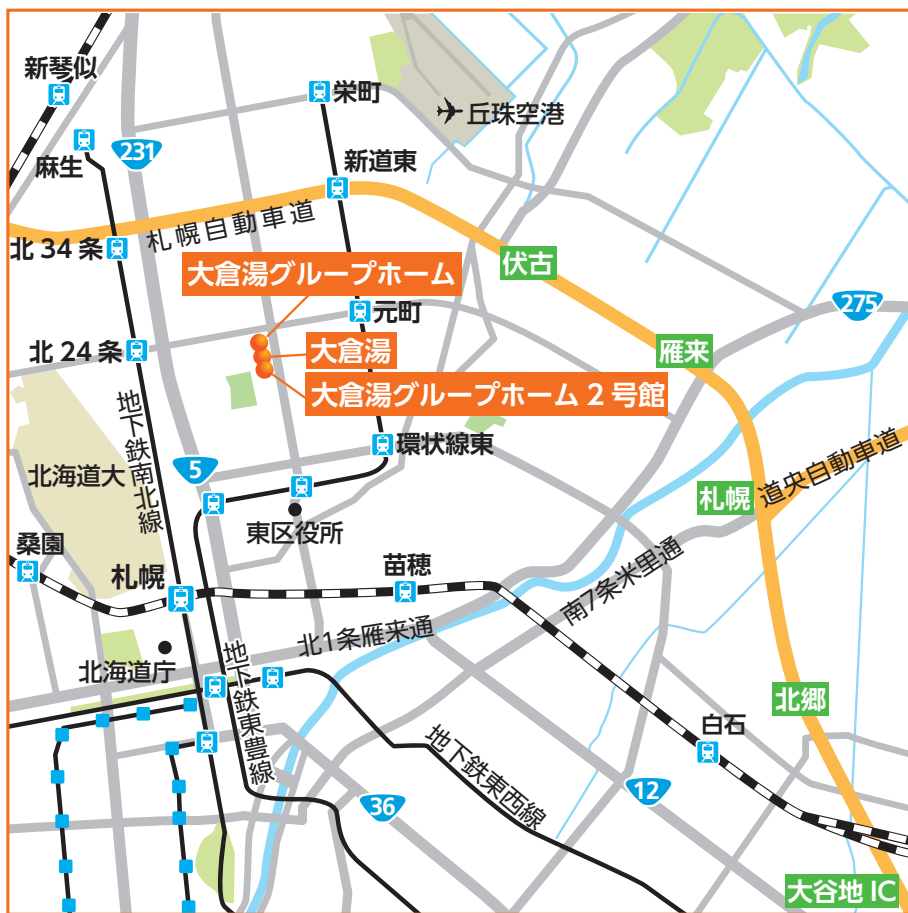 新琴似
栄町
丘珠空港
麻生
231
新道東
札幌自動車道
北34条
大倉湯グループホーム
伏古
元町
275
北24条
大倉湯
雁来
大倉湯グループホーム 2 号館
地下鉄南北線
環状線東
北海道大
5
札幌
道央自動車道
東区役所
桑園
札幌
苗穂
南7条米里通
北1条雁来通
北海道庁
地下鉄東豊線
北郷
白石
地下鉄東西線
36
12
大谷地 IC